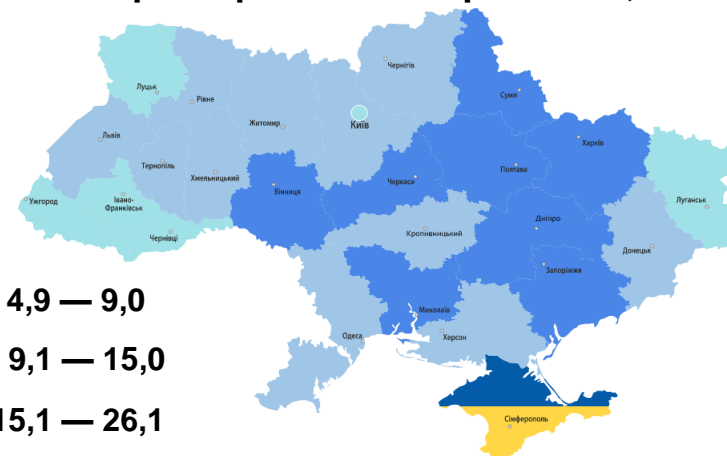 Чернігів
Суми
Луцьк
Рівне
Київ
Житомир
Львів
Харків
Тернопіль
Хмельницький
Полтава
Черкаси
Вінниця
Ужгород
Івано-
Франківськ
Луганськ
Чернівці
Дніпро
Кропивницький
Донецьк
Запоріжжя
4,9 — 9,0
Миколаїв
Одеса
Херсон
9,1 — 15,0
15,1 — 26,1
Сімферополь